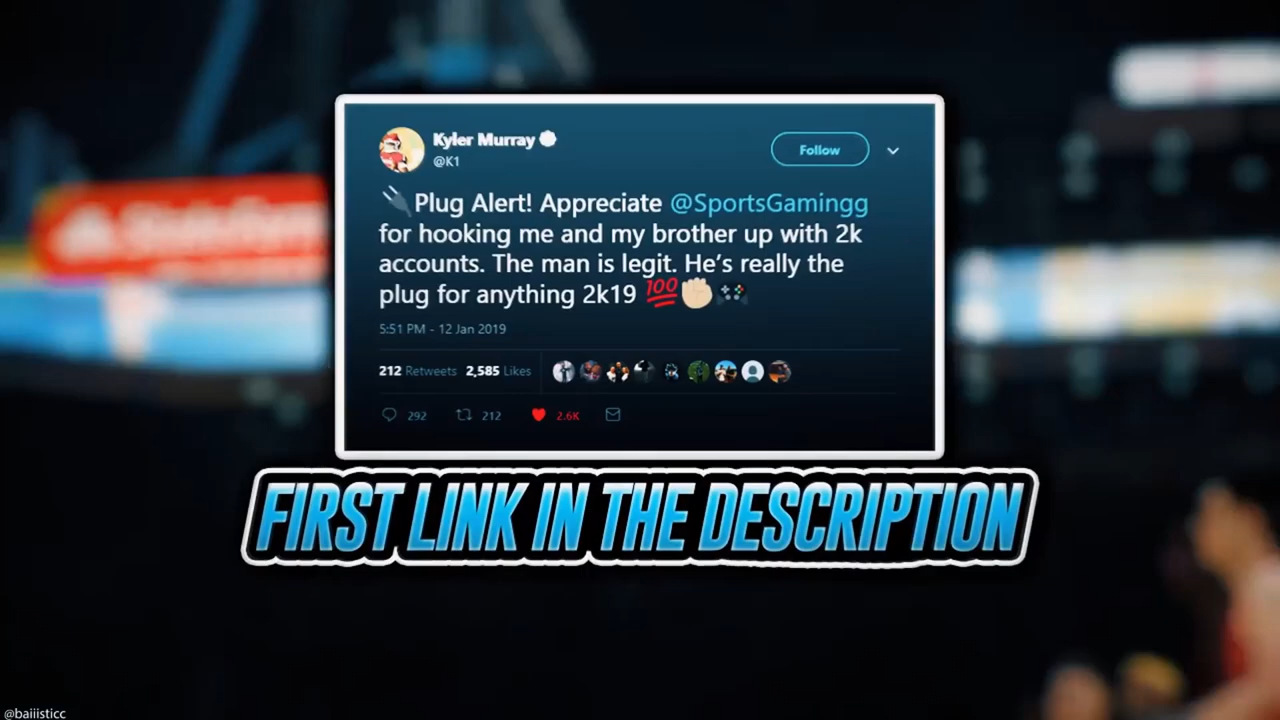 Kyler Murray
@K1
Follow
Plug Alert! Appreciate @SportsGamingg
for hooking me and my brother up with 2k
accounts. The man is legit. He's really the
plug for anything 2k19 💯✊🏼🎮
5:51 PM - 12 Jan 2019
212 Retweets 2,585 Likes
292 212 2.6K
FIRST LINK IN THE DESCRIPTION
@baiiisticc